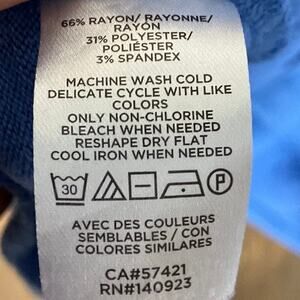 66% RAYON/ RAYONNE/
RAYÓN
31% POLYESTER/
POLIÉSTER
3% SPANDEX
MACHINE WASH COLD
DELICATE CYCLE WITH LIKE
COLORS
ONLY NON-CHLORINE
BLEACH WHEN NEEDED
RESHAPE DRY FLAT
COOL IRON WHEN NEEDED
30 P
AVEC DES COULEURS
SEMBLABLES / CON
COLORES SIMILARES
CA#57421
RN#140923